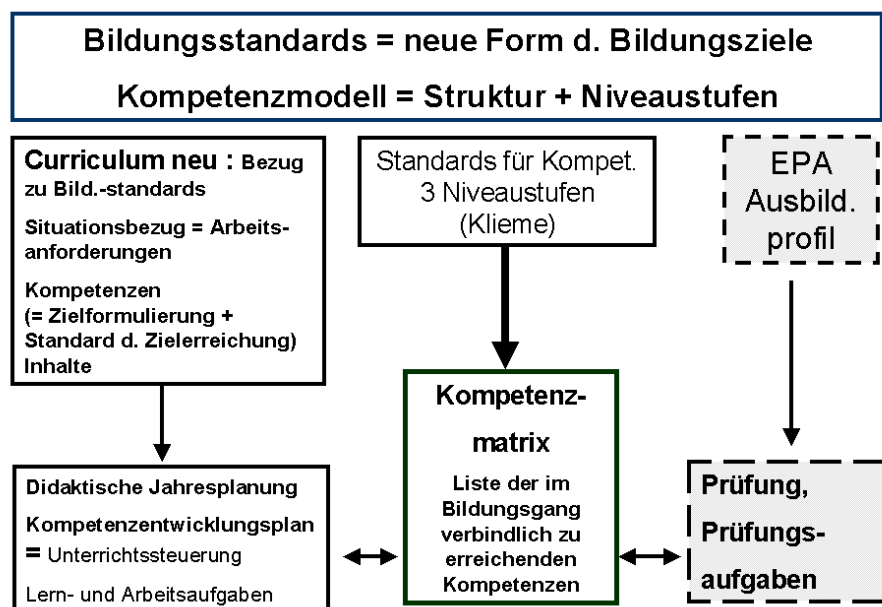 Bildungsstandards = neue Form d. Bildungsziele
Kompetenzmodell = Struktur + Niveaustufen
Curriculum neu : Bezug
zu Bild.-standards
Situationsbezug = Arbeits-
anforderungen
Kompetenzen
(= Zielformulierung +
Standard d. Zielerreichung)
Inhalte
Standards für Kompet.
3 Niveaustufen
(Klieme)
EPA
Ausbild.
profil
Didaktische Jahresplanung
Kompetenzentwicklungsplan
= Unterrichtssteuerung
Lern- und Arbeitsaufgaben
Kompetenz-
matrix
Liste der im
Bildungsgang
verbindlich zu
erreichenden
Kompetenzen
Prüfung,
Prüfungs-
aufgaben